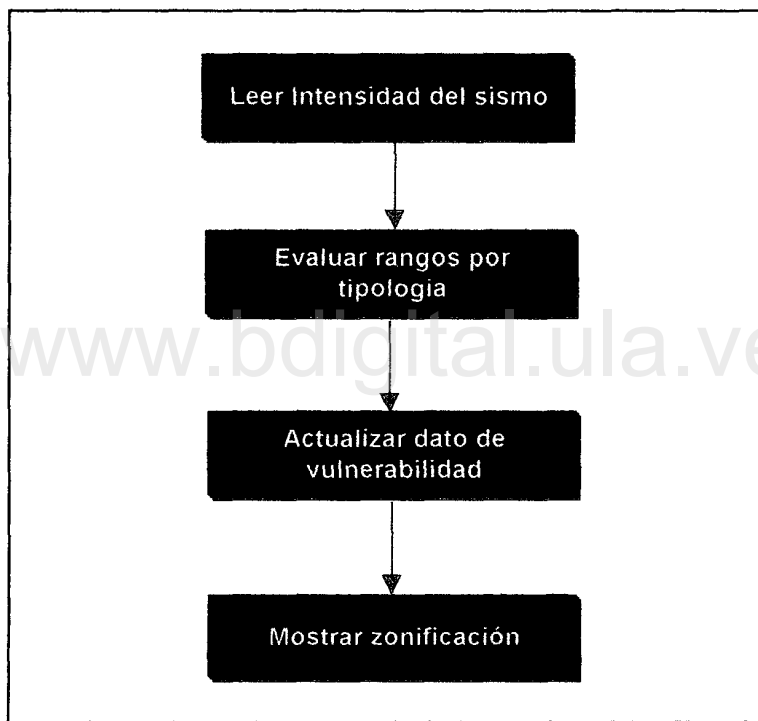 Leer Intensidad del sismo
Evaluar rangos por
tipologia
www.bdigital.ula.ve
Actualizar dato de
vulnerabilidad
Mostrar zonificación